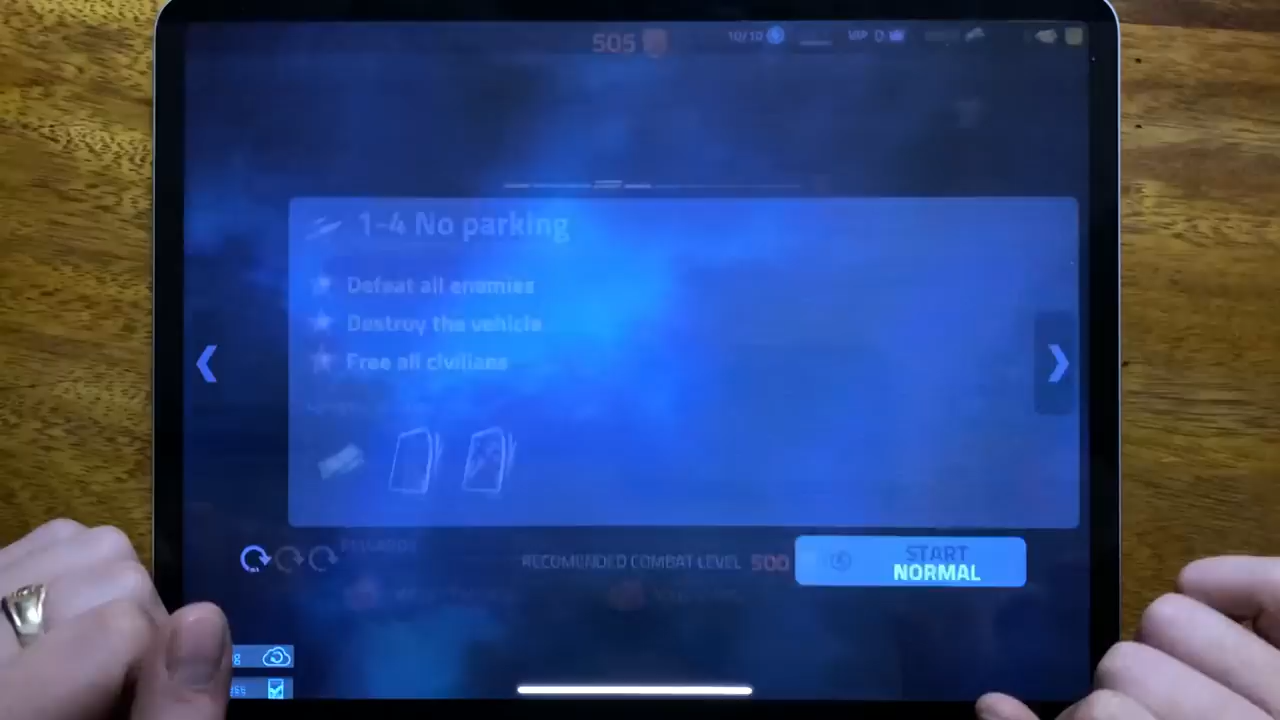 505
10/10
VIP 0
1-4 No parking
Defeat all enemies
Destroy the vehicle
Free all civilians
RECOMENDED COMBAT LEVEL 500
START
NORMAL